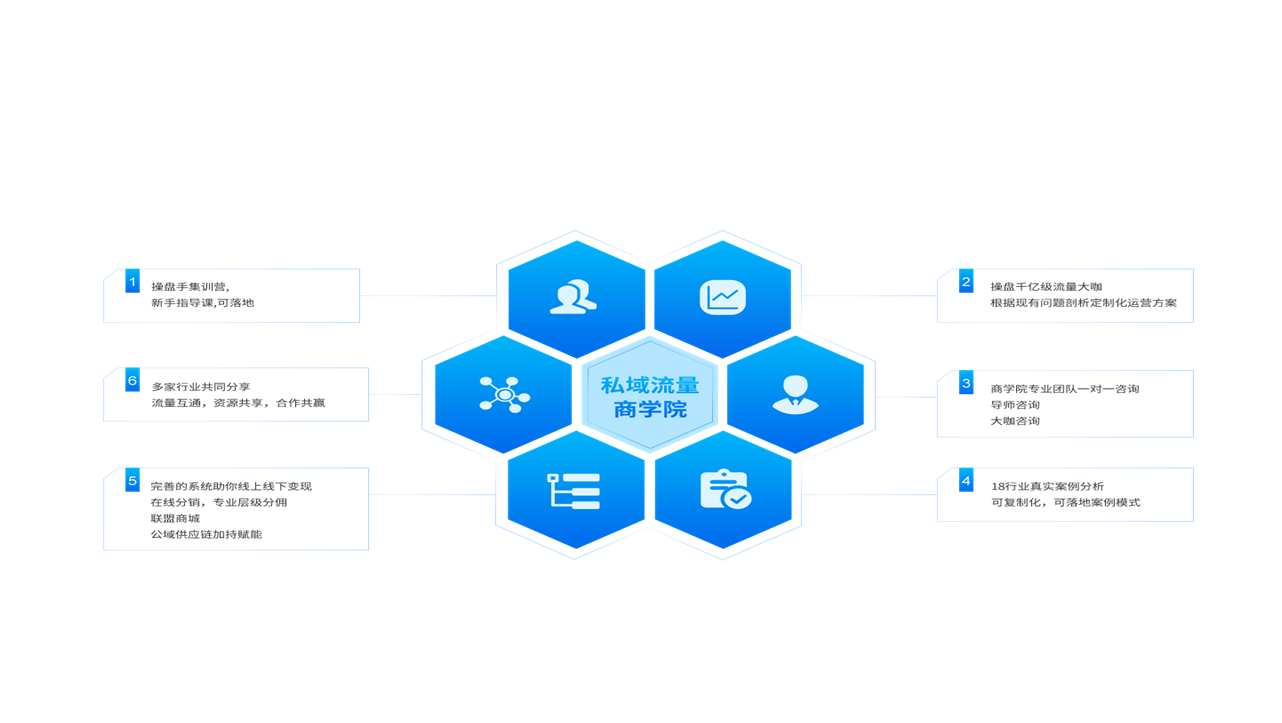 1
操盘手集训营,
新手指导课,可落地
2
操盘千亿级流量大咖
根据现有问题剖析定制化运营方案
6
多家行业共同分享
流量互通，资源共享，合作共赢
私域流量
商学院
3
商学院专业团队一对一咨询
导师咨询
大咖咨询
5
完善的系统助你线上线下变现
在线分销，专业层级分佣
联盟商城
公域供应链加持赋能
4
18行业真实案例分析
可复制化，可落地案例模式